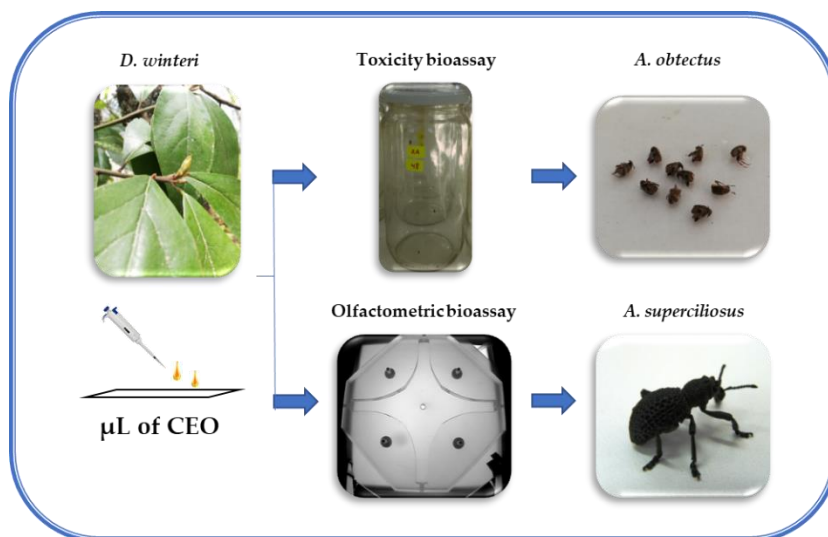 D. winteri
Toxicity bioassay
A. obtectus
Olfactometric bioassay
A. superciliosus
µL of CEO